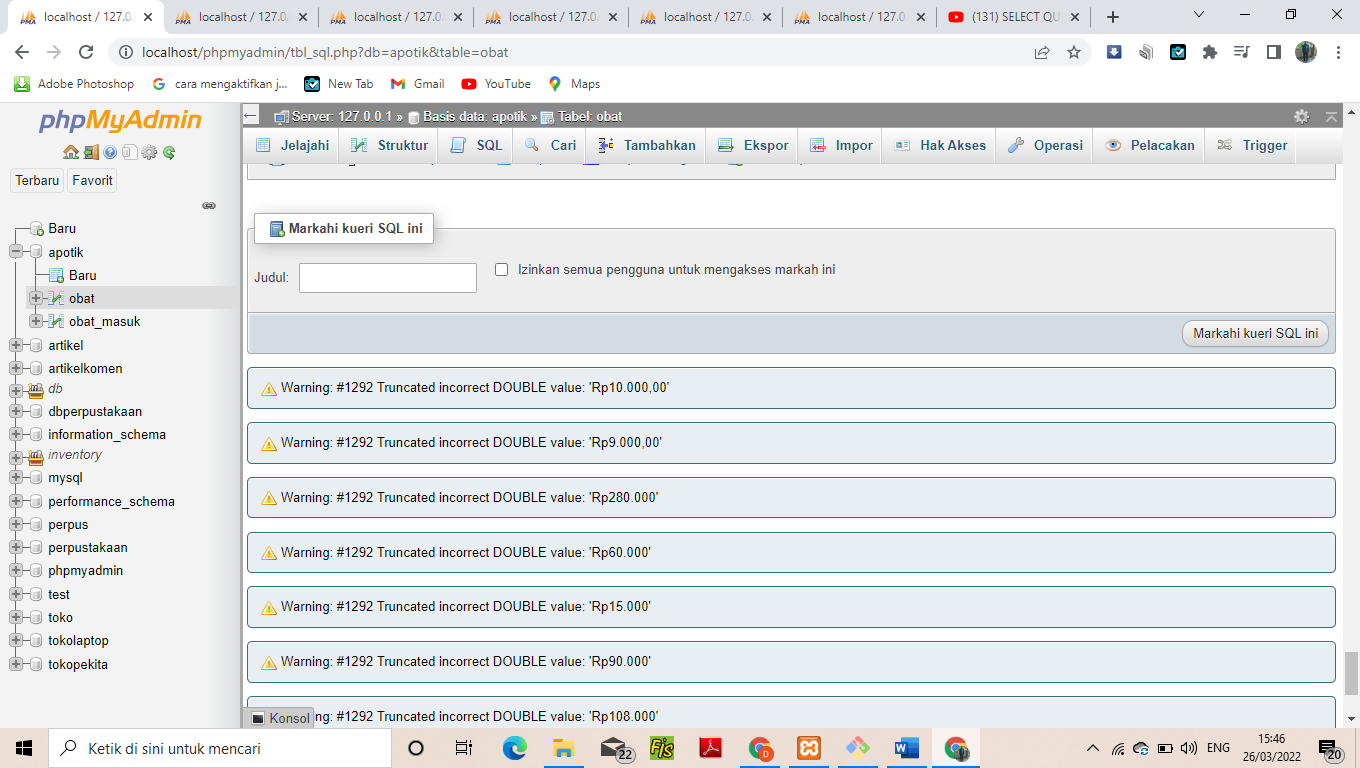 localhost / 127.0. localhost / 127.0. localhost / 127.0. localhost / 127.0. localhost / 127.0. localhost / 127.0. (131) SELECT QU
localhost/phpmyadmin/tbl_sql.php?db=apotik&table=obat
Adobe Photoshop cara mengaktifkan j... New Tab Gmail YouTube Maps
phpMyAdmin
Terbaru Favorit
Baru
apotik
Baru
obat
obat_masuk
artikel
artikelkomen
db
dbperpustakaan
information_schema
inventory
mysql
performance_schema
perpus
perpustakaan
phpmyadmin
test
toko
tokolaptop
tokopekita
Server: 127.0.0.1 » Basis data: apotik » Tabel: obat
Jelajahi Struktur SQL Cari Tambahkan Ekspor Impor Hak Akses Operasi Pelacakan Trigger
Markahi kueri SQL ini
Judul: Izinkan semua pengguna untuk mengakses markah ini
Markahi kueri SQL ini
Warning: #1292 Truncated incorrect DOUBLE value: 'Rp10.000,00'
Warning: #1292 Truncated incorrect DOUBLE value: 'Rp9.000,00'
Warning: #1292 Truncated incorrect DOUBLE value: 'Rp280.000'
Warning: #1292 Truncated incorrect DOUBLE value: 'Rp60.000'
Warning: #1292 Truncated incorrect DOUBLE value: 'Rp15.000'
Warning: #1292 Truncated incorrect DOUBLE value: 'Rp90.000'
Konsol ng: #1292 Truncated incorrect DOUBLE value: 'Rp108.000'
Ketik di sini untuk mencari 22 Fis D ENG 15:46 20
26/03/2022